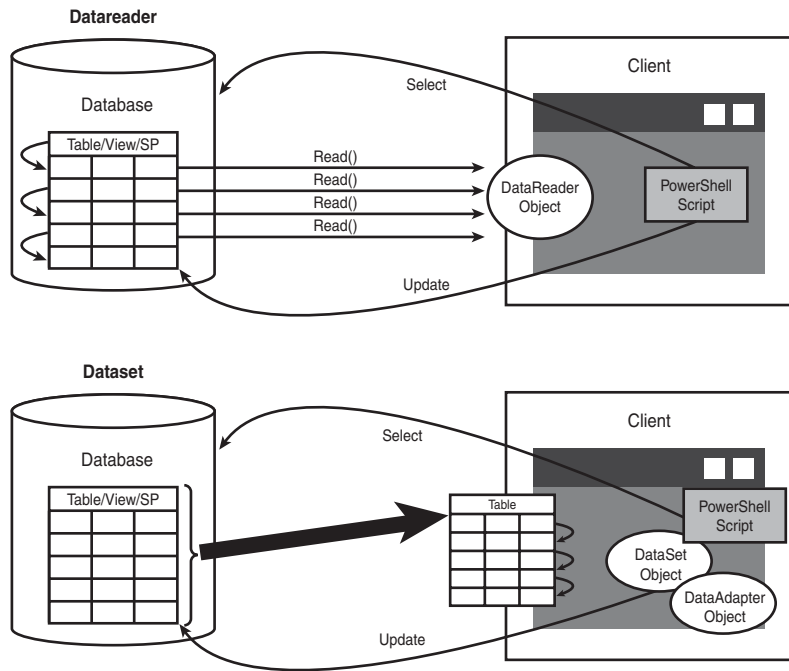 Datareader
Client
Select
Database
Table/View/SP
Read()
Read()
Read()
Read()
DataReader
Object
PowerShell
Script
Update
Dataset
Client
Select
Database
Table/View/SP
Table
PowerShell
Script
DataSet
Object
DataAdapter
Object
Update